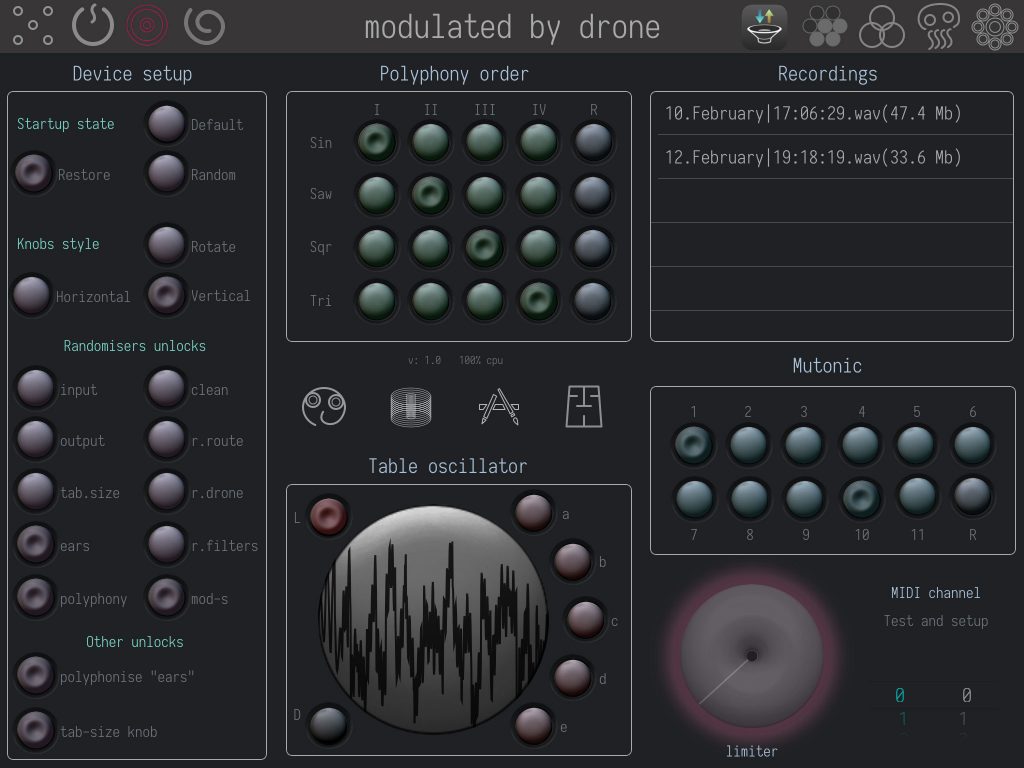 modulated by drone
Device setup
Startup state
Default
Restore
Random
Knobs style
Rotate
Horizontal
Vertical
Randomisers unlocks
input
clean
output
r.route
tab.size
r.drone
ears
r.filters
polyphony
mod-s
Other unlocks
polyphonise "ears"
tab-size knob
Polyphony order
I II III IV R
Sin
Saw
Sqr
Tri
v: 1.0 100% cpu
Table oscillator
L
a
b
c
d
D
e
Recordings
10.February|17:06:29.wav(47.4 Mb)
12.February|19:18:19.wav(33.6 Mb)
Mutonic
1 2 3 4 5 6
7 8 9 10 11 R
limiter
MIDI channel
Test and setup
0 0
1 1